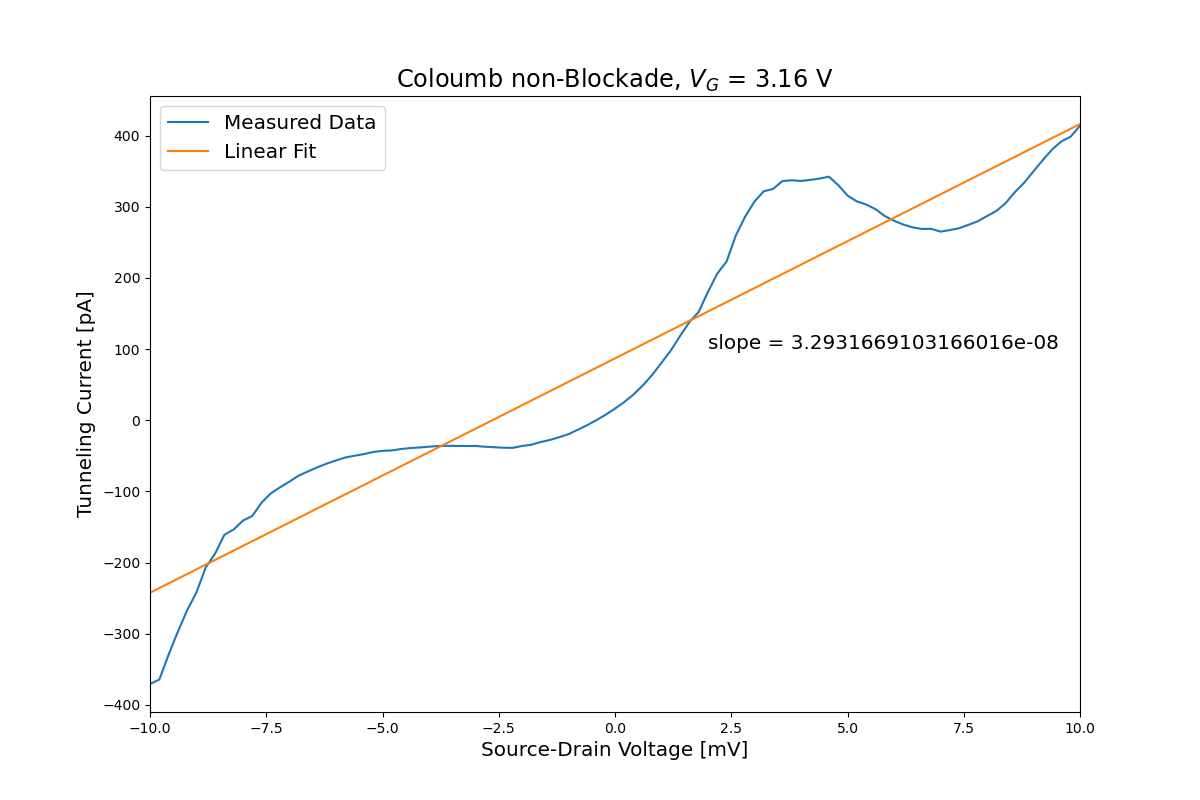 Coloumb non-Blockade, V_G = 3.16 V
Measured Data
Linear Fit
400
300
200
100
0
−100
−200
−300
−400
Tunneling Current [pA]
slope = 3.2931669103166016e-08
−10.0 −7.5 −5.0 −2.5 0.0 2.5 5.0 7.5 10.0
Source-Drain Voltage [mV]